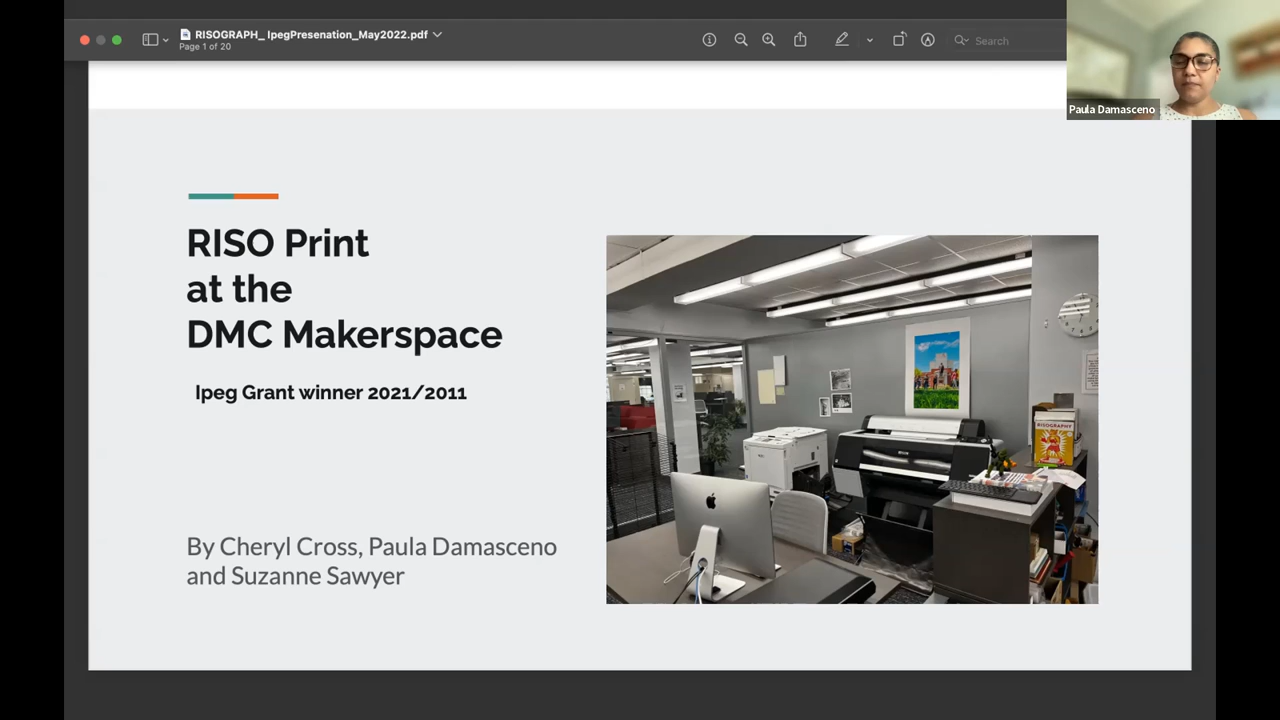 RISOGRAPH_ IpegPresenation_May2022.pdf
Page 1 of 20
Search
Paula Damasceno
RISO Print
at the
DMC Makerspace
Ipeg Grant winner 2021/2011
By Cheryl Cross, Paula Damasceno
and Suzanne Sawyer
RISOGRAPHY